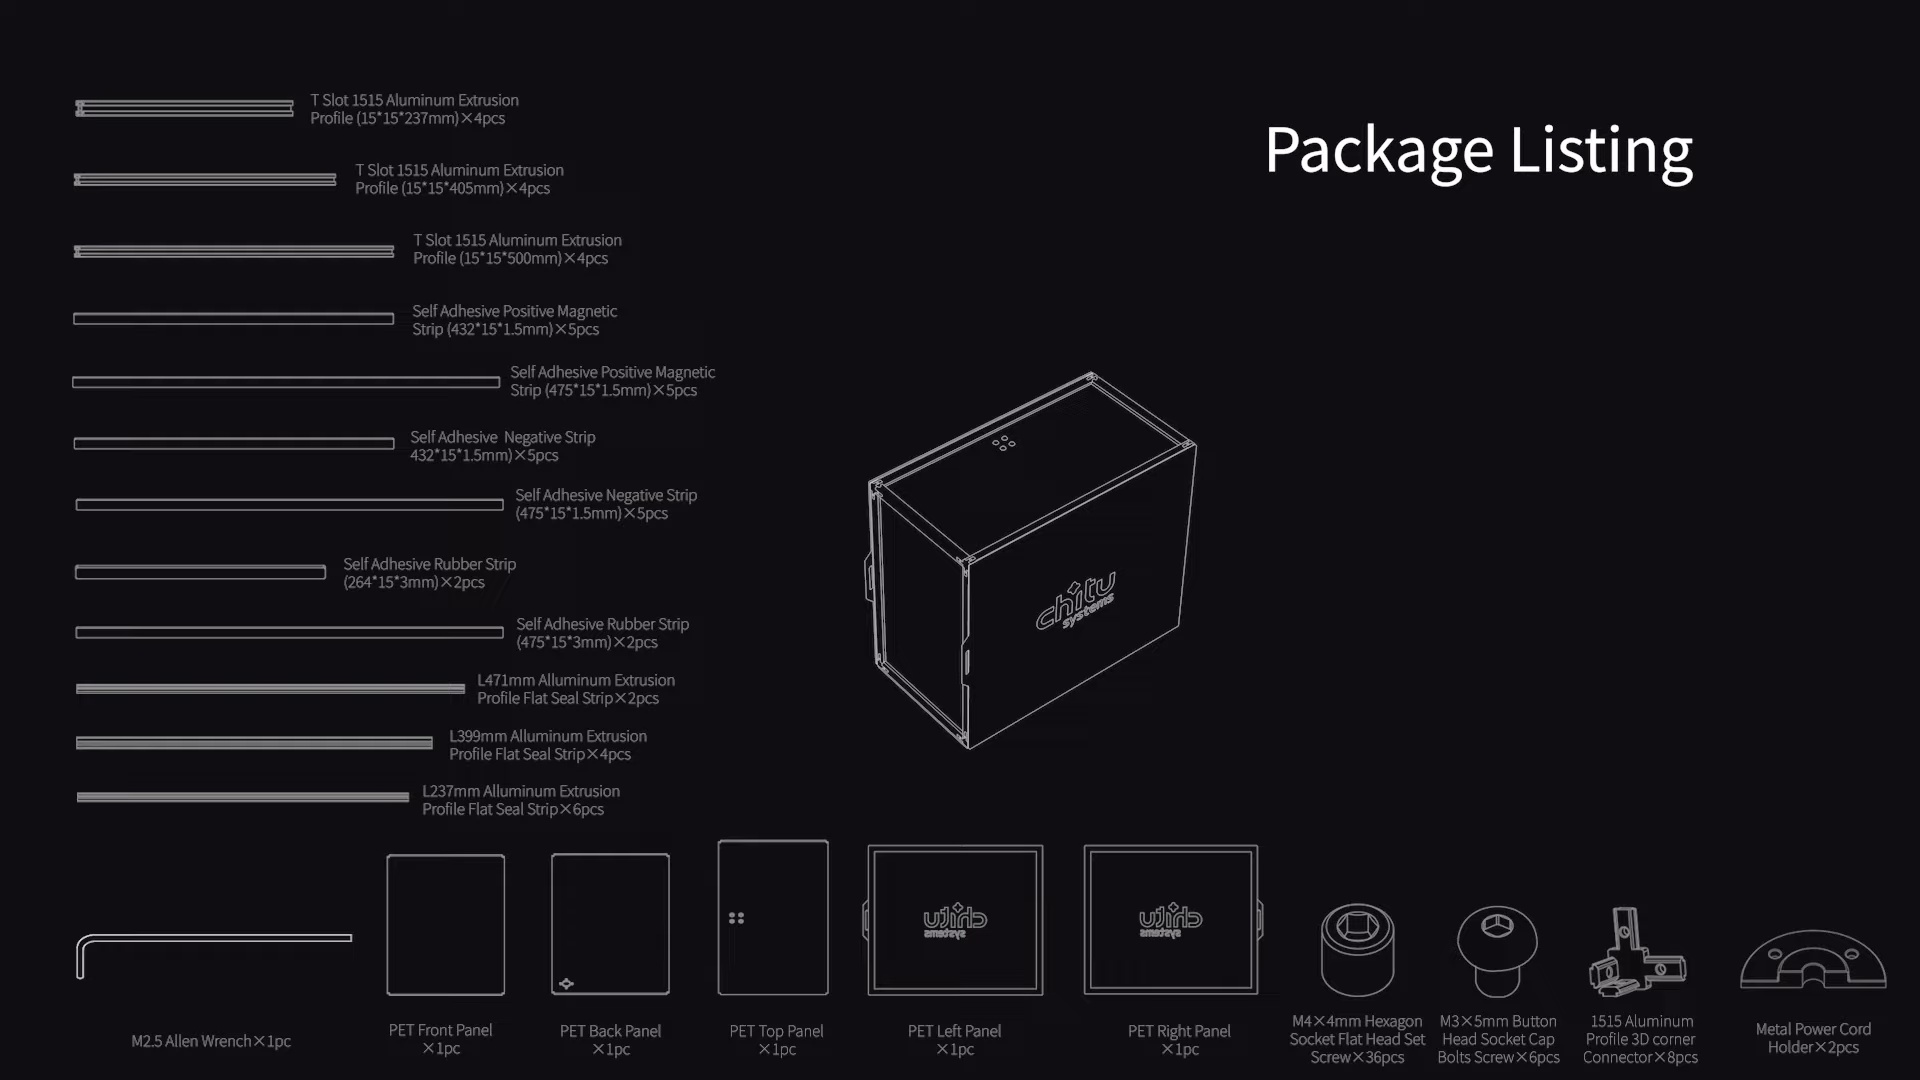 Package Listing
T Slot 1515 Aluminum Extrusion
Profile (15*15*237mm)×4pcs
T Slot 1515 Aluminum Extrusion
Profile (15*15*405mm)×4pcs
T Slot 1515 Aluminum Extrusion
Profile (15*15*500mm)×4pcs
Self Adhesive Positive Magnetic
Strip (432*15*1.5mm)×5pcs
Self Adhesive Positive Magnetic
Strip (475*15*1.5mm)×5pcs
Self Adhesive  Negative Strip
432*15*1.5mm)×5pcs
Self Adhesive Negative Strip
(475*15*1.5mm)×5pcs
Self Adhesive Rubber Strip
(264*15*3mm)×2pcs
Self Adhesive Rubber Strip
(475*15*3mm)×2pcs
L471mm Alluminum Extrusion
Profile Flat Seal Strip×2pcs
L399mm Alluminum Extrusion
Profile Flat Seal Strip×4pcs
L237mm Alluminum Extrusion
Profile Flat Seal Strip×6pcs
chitu
systems
chitu
systems
chitu
systems
M2.5 Allen Wrench×1pc
PET Front Panel
×1pc
PET Back Panel
×1pc
PET Top Panel
×1pc
PET Left Panel
×1pc
PET Right Panel
×1pc
M4×4mm Hexagon
Socket Flat Head Set
Screw×36pcs
M3×5mm Button
Head Socket Cap
Bolts Screw×6pcs
1515 Aluminum
Profile 3D corner
Connector×8pcs
Metal Power Cord
Holder×2pcs